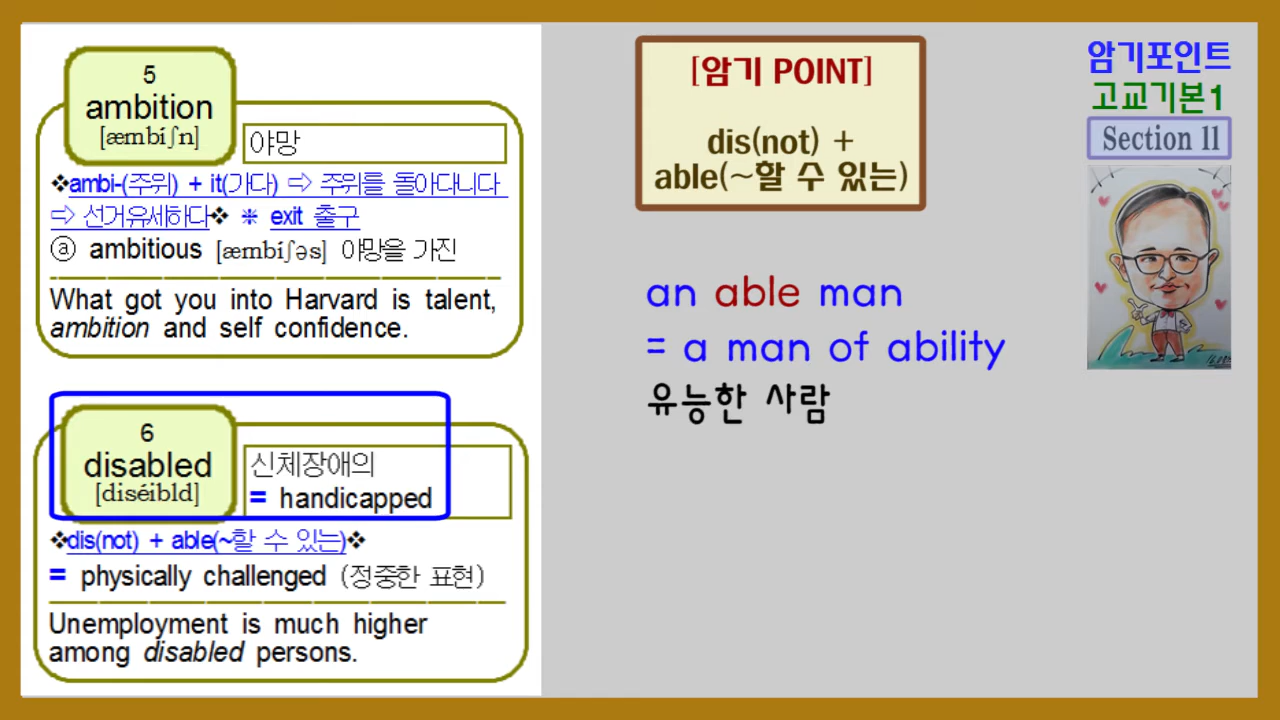 5
ambition
[æmbíʃn]
야망
❖ambi-(주위) + it(가다) ⇨ 주위를 돌아다니다
⇨ 선거유세하다❖ ※ exit 출구
ⓐ ambitious [æmbíʃəs] 야망을 가진
What got you into Harvard is talent,
ambition and self confidence.
6
disabled
[diséibld]
신체장애의
= handicapped
❖dis(not) + able(~할 수 있는)❖
= physically challenged (정중한 표현)
Unemployment is much higher
among disabled persons.
[암기 POINT]
dis(not) +
able(~할 수 있는)
an able man
= a man of ability
유능한 사람
암기포인트
고교기본1
Section 11